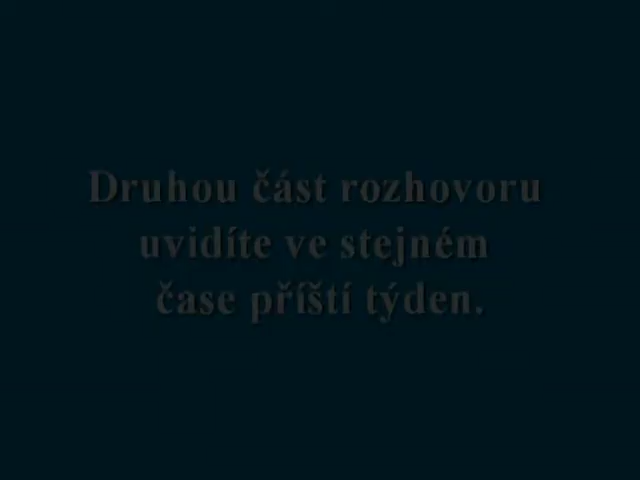 Druhou část rozhovoru
uvidíte ve stejném
čase příští týden.